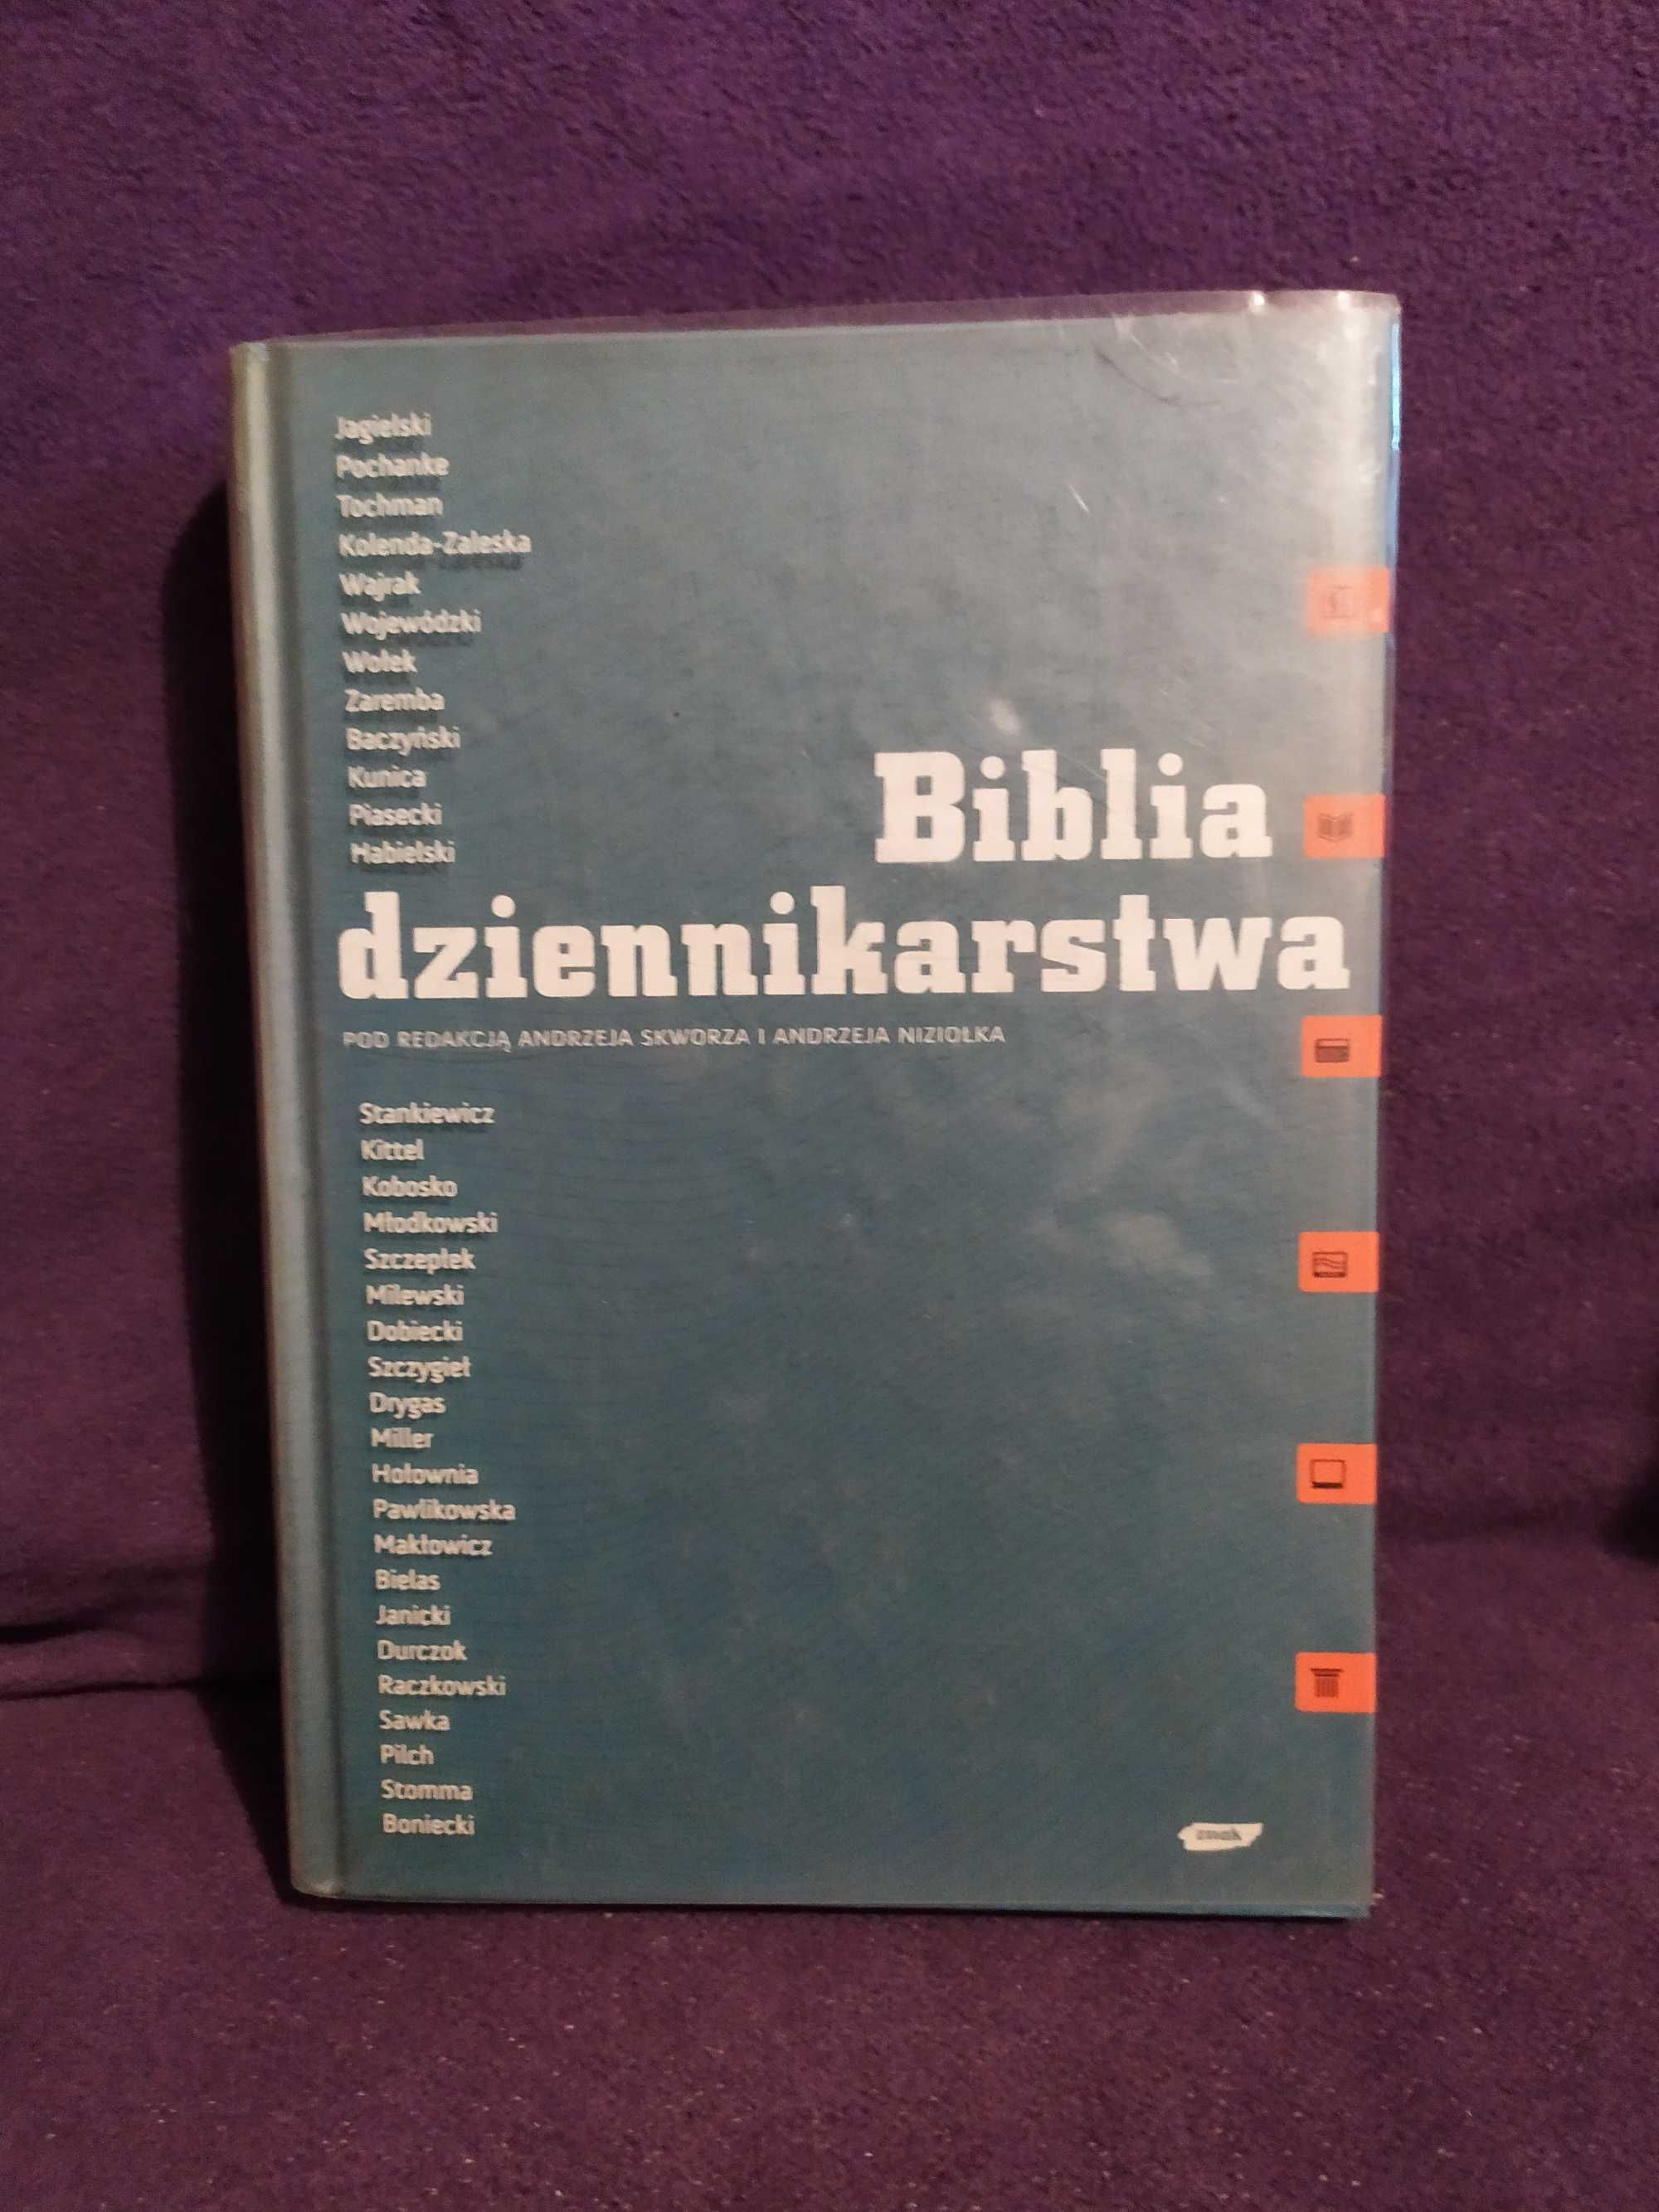 Jagielski
Pochanke
Tochman
Kolenda-Zaleska
Wajrak
Wojewódzki
Wołek
Zaremba
Baczyński
Kunica
Piasecki
Habielski
Biblia
dziennikarstwa
POD REDAKCJĄ ANDRZEJA SKWORZA I ANDRZEJA NIZIOŁKA
Stankiewicz
Kittel
Kobosko
Młodkowski
Szczepłek
Milewski
Dobiecki
Szczygieł
Drygas
Miller
Hołownia
Pawlikowska
Makłowicz
Bielas
Janicki
Durczok
Raczkowski
Sawka
Pilch
Stomma
Boniecki
znak